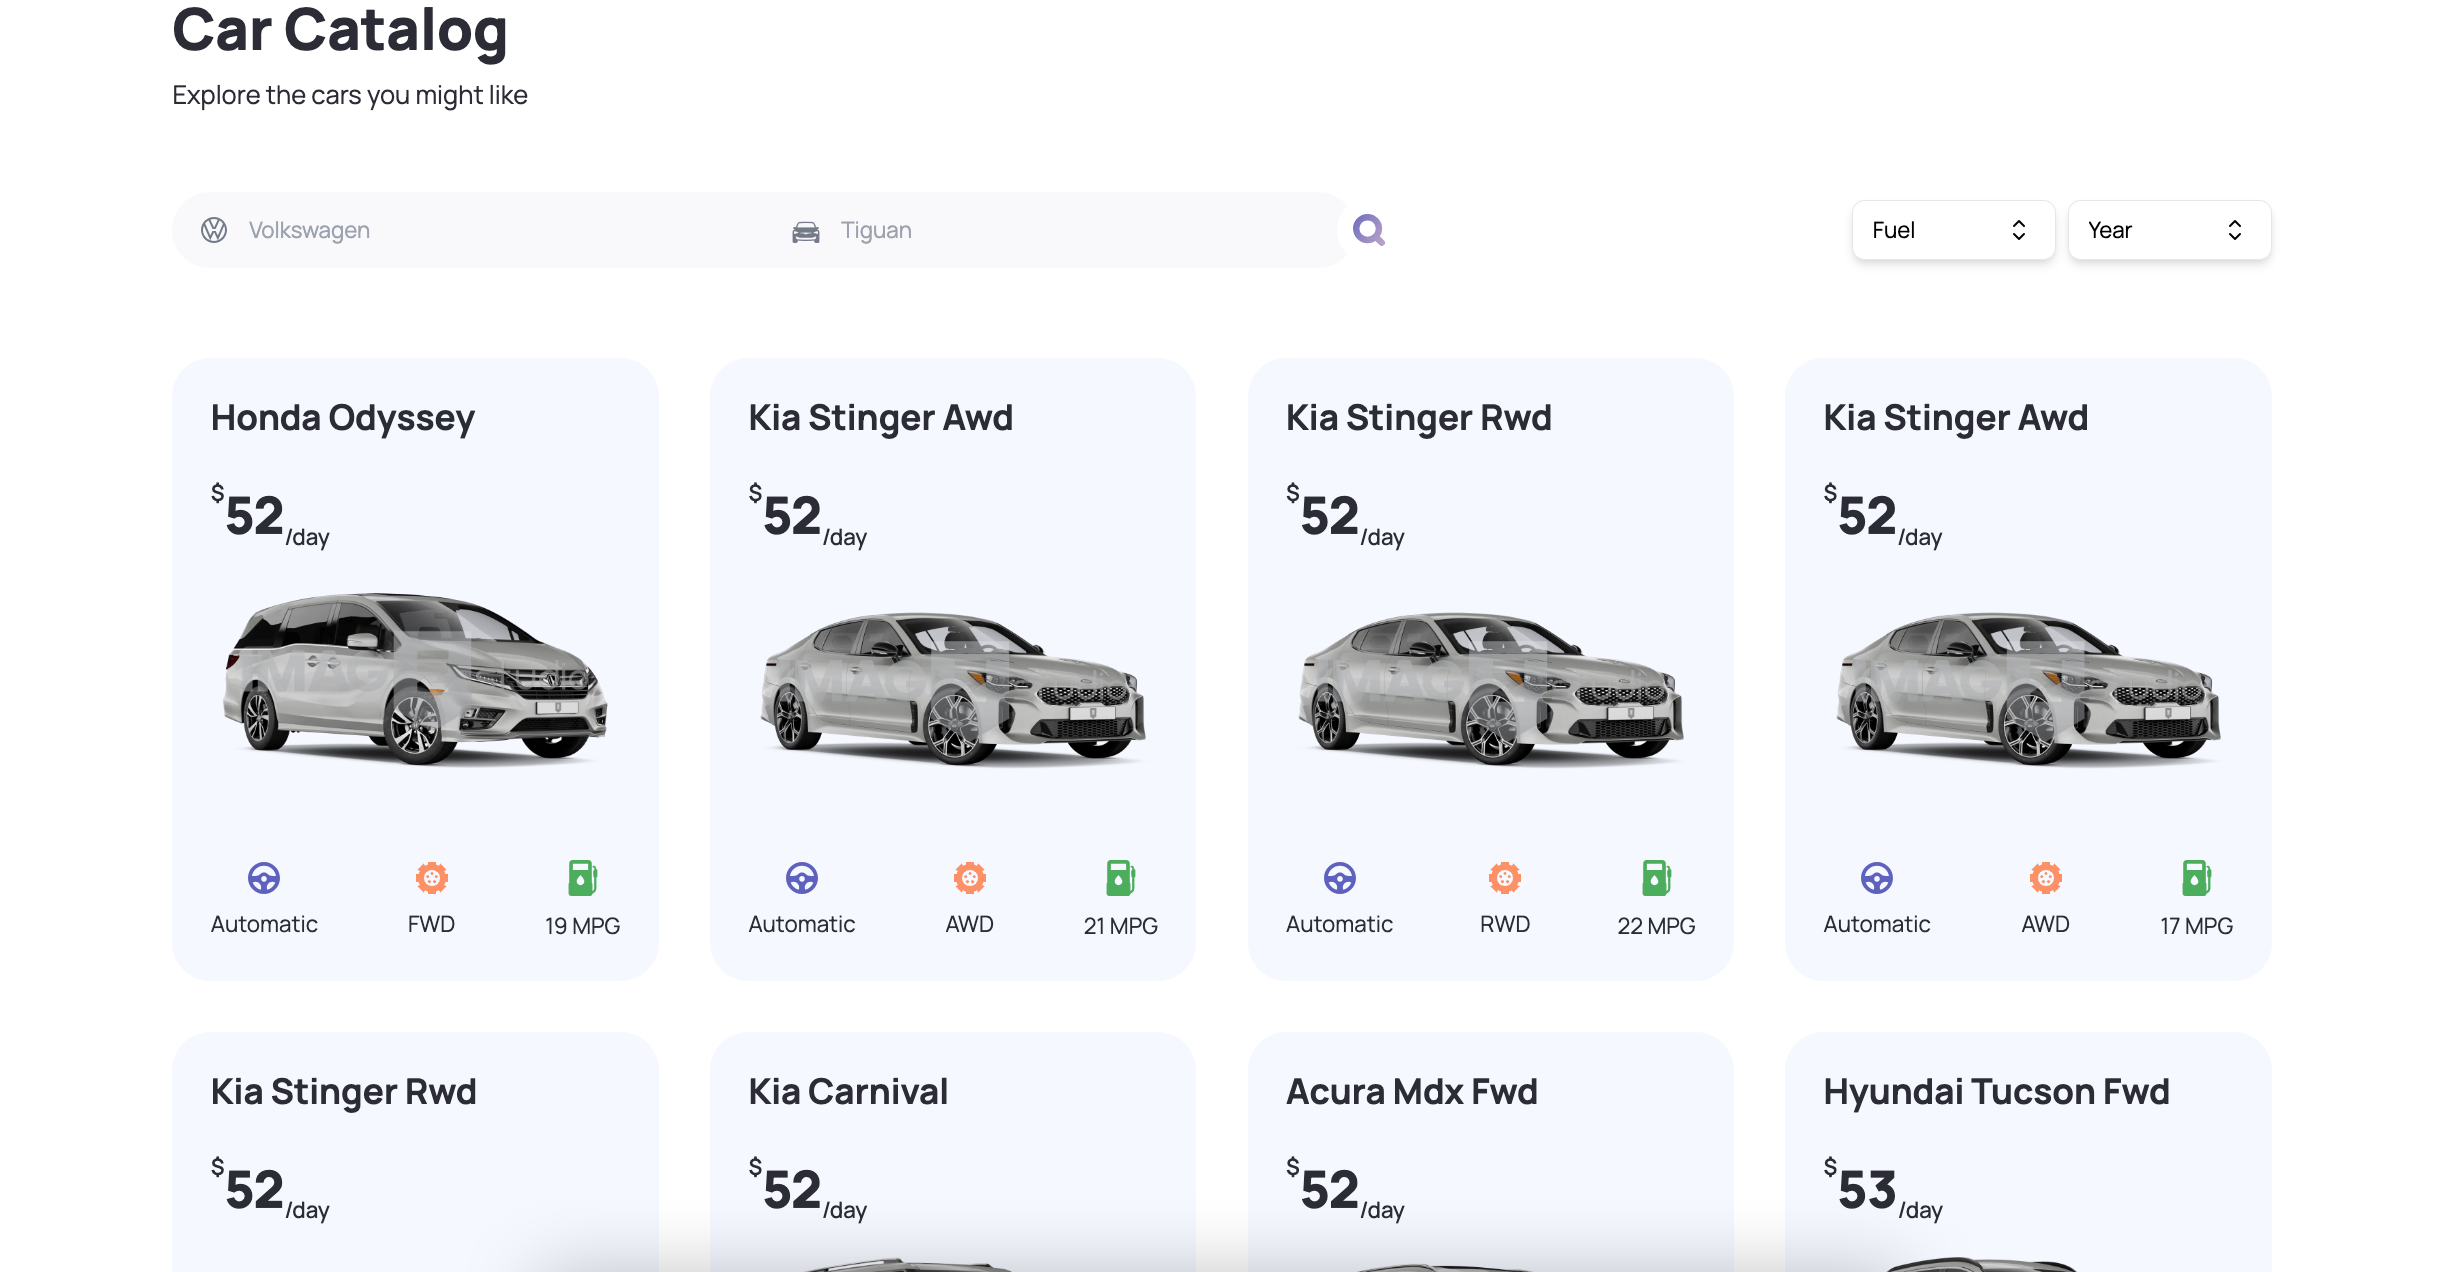 Car Catalog
Explore the cars you might like
Volkswagen
Tiguan
Fuel
Year
Honda Odyssey
$52/day
Automatic
FWD
19 MPG
Kia Stinger Awd
$52/day
Automatic
AWD
21 MPG
Kia Stinger Rwd
$52/day
Automatic
RWD
22 MPG
Kia Stinger Awd
$52/day
Automatic
AWD
17 MPG
Kia Stinger Rwd
$52/day
Kia Carnival
$52/day
Acura Mdx Fwd
$52/day
Hyundai Tucson Fwd
$53/day